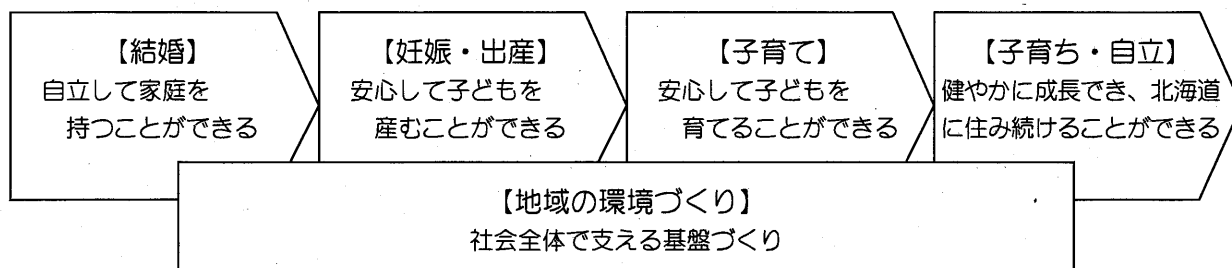 【結婚】
自立して家庭を
持つことができる
【妊娠・出産】
安心して子どもを
産むことができる
【子育て】
安心して子どもを
育てることができる
【子育ち・自立】
健やかに成長でき、北海道
に住み続けることができる
【地域の環境づくり】
社会全体で支える基盤づくり